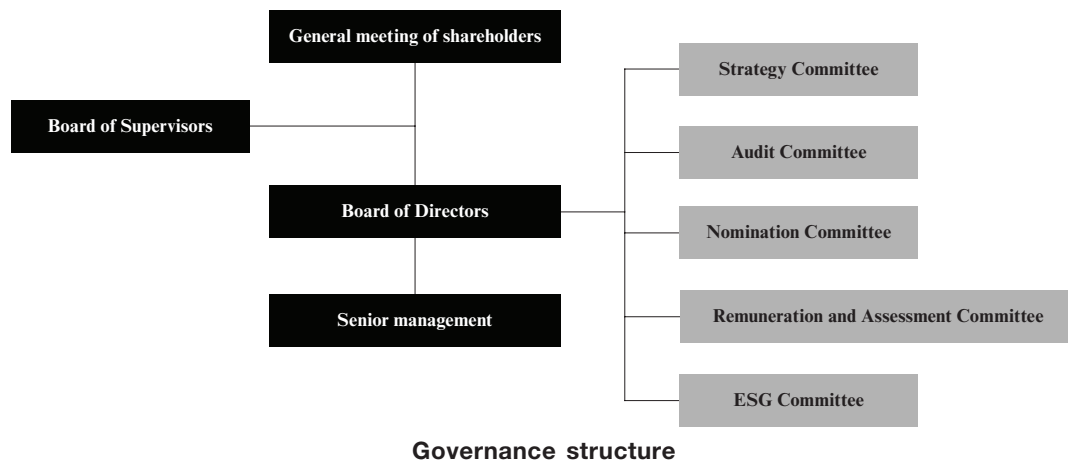 General meeting of shareholders
Strategy Committee
Board of Supervisors
Audit Committee
Board of Directors
Nomination Committee
Senior management
Remuneration and Assessment Committee
ESG Committee
Governance structure